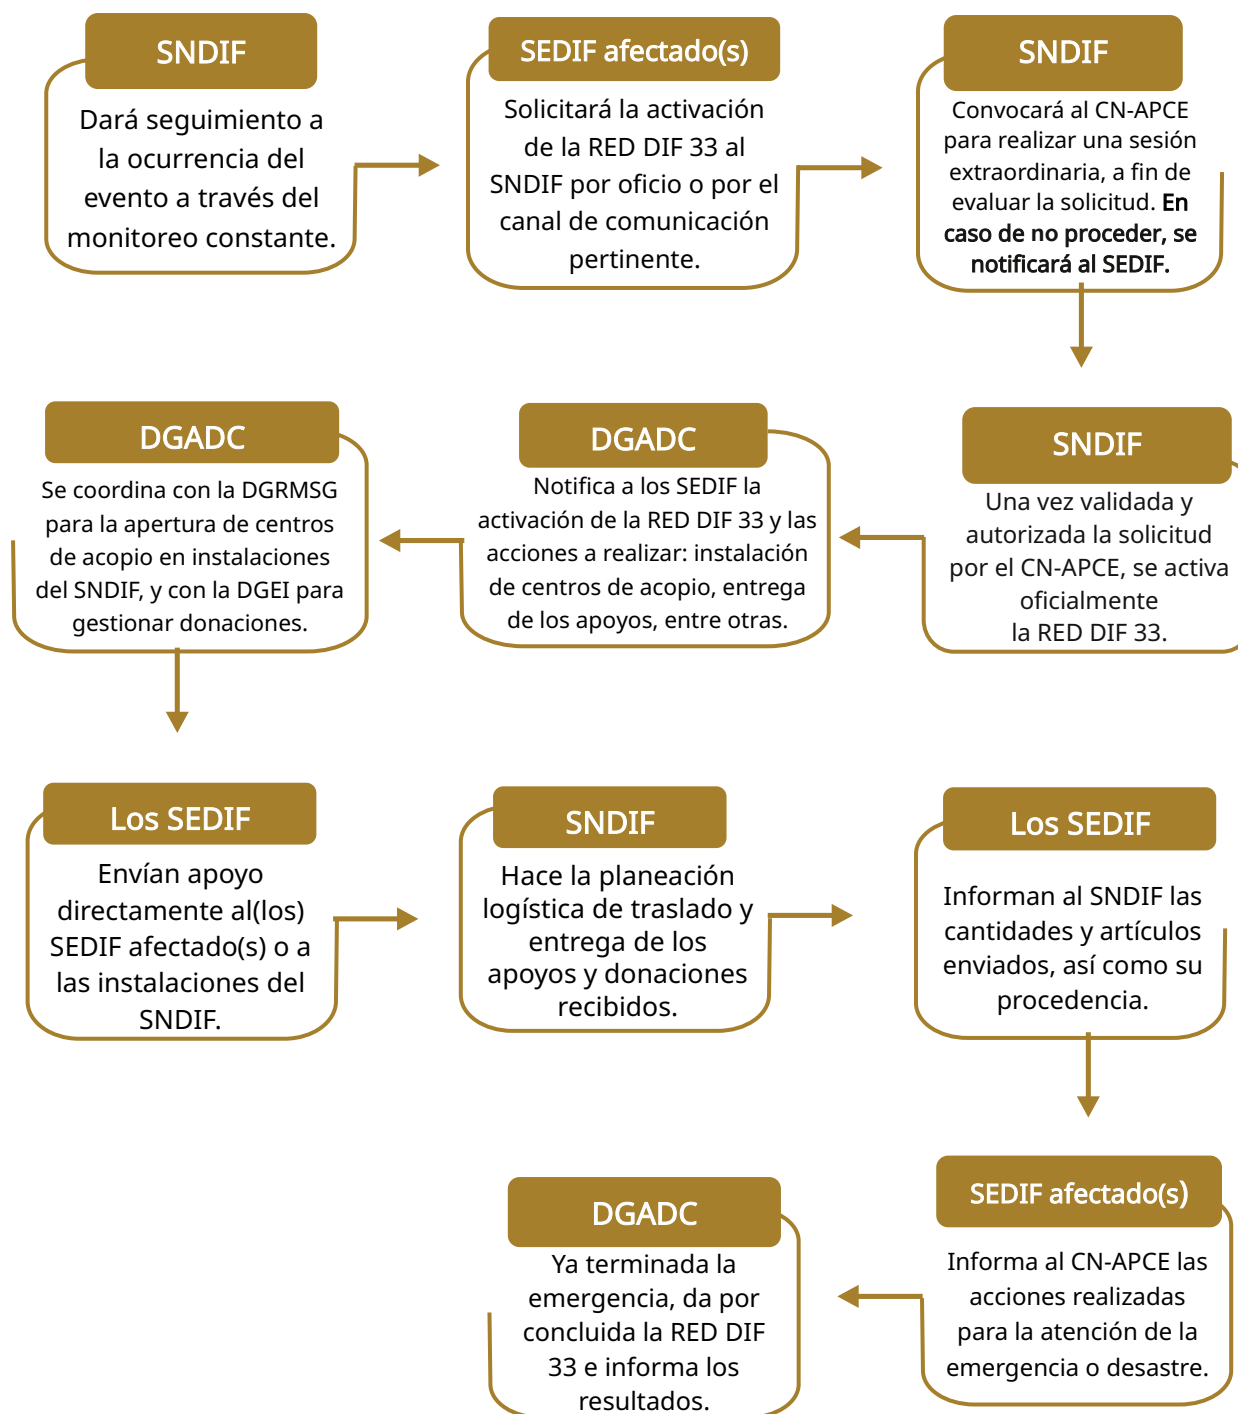 SNDIF
Dará seguimiento a
la ocurrencia del
evento a través del
monitoreo constante.
SEDIF afectado(s)
Solicitará la activación
de la RED DIF 33 al
SNDIF por oficio o por el
canal de comunicación
pertinente.
SNDIF
Convocará al CN-APCE
para realizar una sesión
extraordinaria, a fin de
evaluar la solicitud. En
caso de no proceder, se
notificará al SEDIF.
SNDIF
Una vez validada y
autorizada la solicitud
por el CN-APCE, se activa
oficialmente
la RED DIF 33.
DGADC
Notifica a los SEDIF la
activación de la RED DIF 33 y las
acciones a realizar: instalación
de centros de acopio, entrega
de los apoyos, entre otras.
DGADC
Se coordina con la DGRMSG
para la apertura de centros
de acopio en instalaciones
del SNDIF, y con la DGEI para
gestionar donaciones.
Los SEDIF
Envían apoyo
directamente al(los)
SEDIF afectado(s) o a
las instalaciones del
SNDIF.
SNDIF
Hace la planeación
logística de traslado y
entrega de los
apoyos y donaciones
recibidos.
Los SEDIF
Informan al SNDIF las
cantidades y artículos
enviados, así como su
procedencia.
SEDIF afectado(s)
Informa al CN-APCE las
acciones realizadas
para la atención de la
emergencia o desastre.
DGADC
Ya terminada la
emergencia, da por
concluida la RED DIF
33 e informa los
resultados.